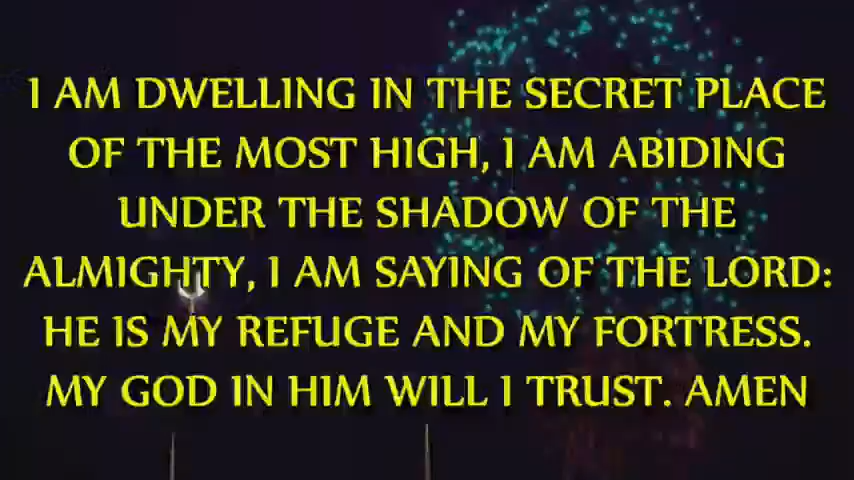 I AM DWELLING IN THE SECRET PLACE
OF THE MOST HIGH, I AM ABIDING
UNDER THE SHADOW OF THE
ALMIGHTY, I AM SAYING OF THE LORD:
HE IS MY REFUGE AND MY FORTRESS.
MY GOD IN HIM WILL I TRUST. AMEN